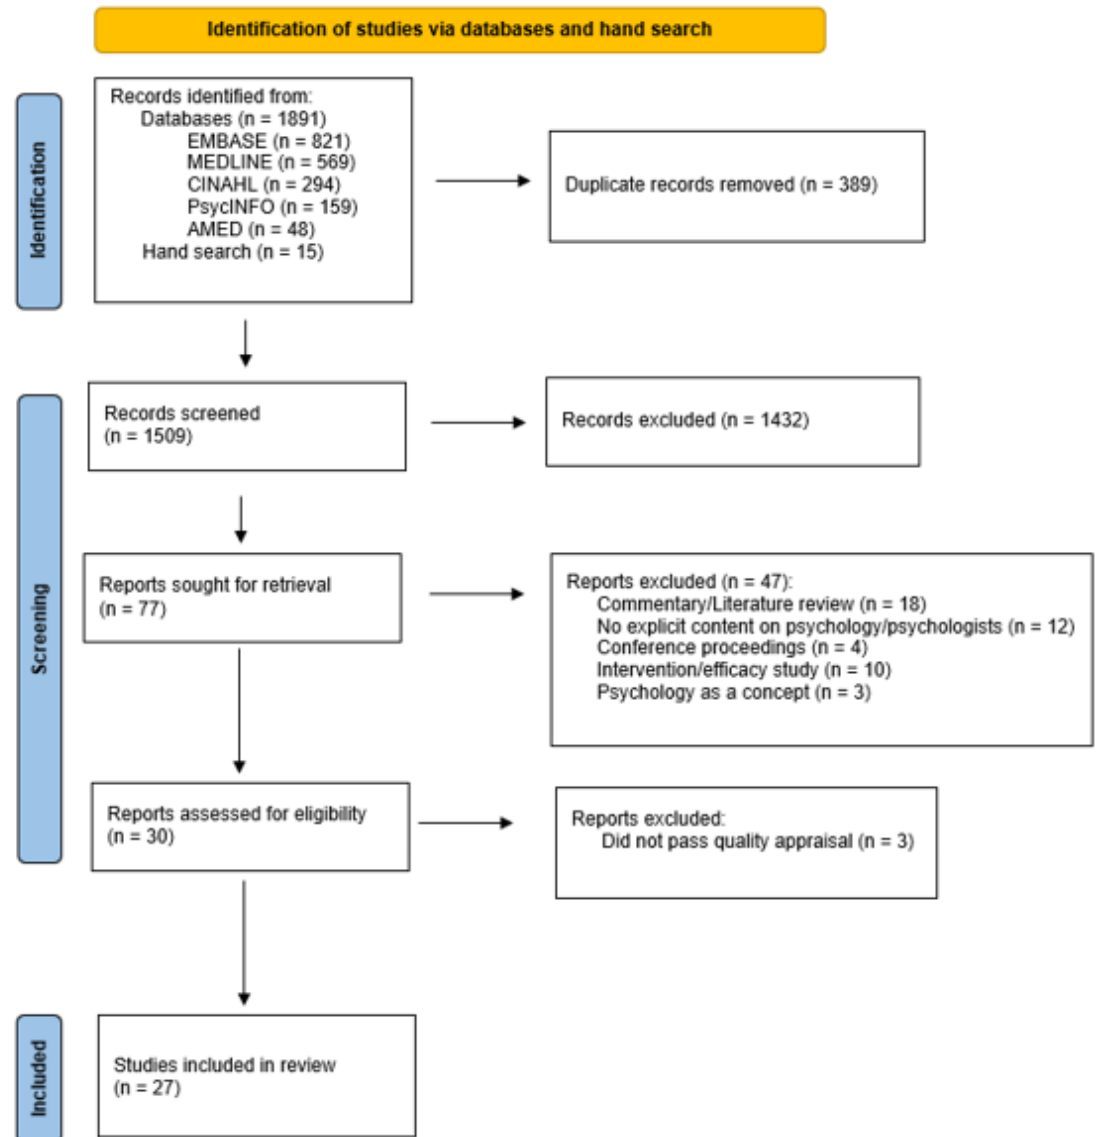 Identification of studies via databases and hand search
Identification
Records identified from:
Databases (n = 1891)
EMBASE (n = 821)
MEDLINE (n = 569)
CINAHL (n = 294)
PsycINFO (n = 159)
AMED (n = 48)
Hand search (n = 15)
Duplicate records removed (n = 389)
Screening
Records screened
(n = 1509)
Records excluded (n = 1432)
Reports sought for retrieval
(n = 77)
Reports excluded (n = 47):
Commentary/Literature review (n = 18)
No explicit content on psychology/psychologists (n = 12)
Conference proceedings (n = 4)
Intervention/efficacy study (n = 10)
Psychology as a concept (n = 3)
Reports assessed for eligibility
(n = 30)
Reports excluded:
Did not pass quality appraisal (n = 3)
Included
Studies included in review
(n = 27)